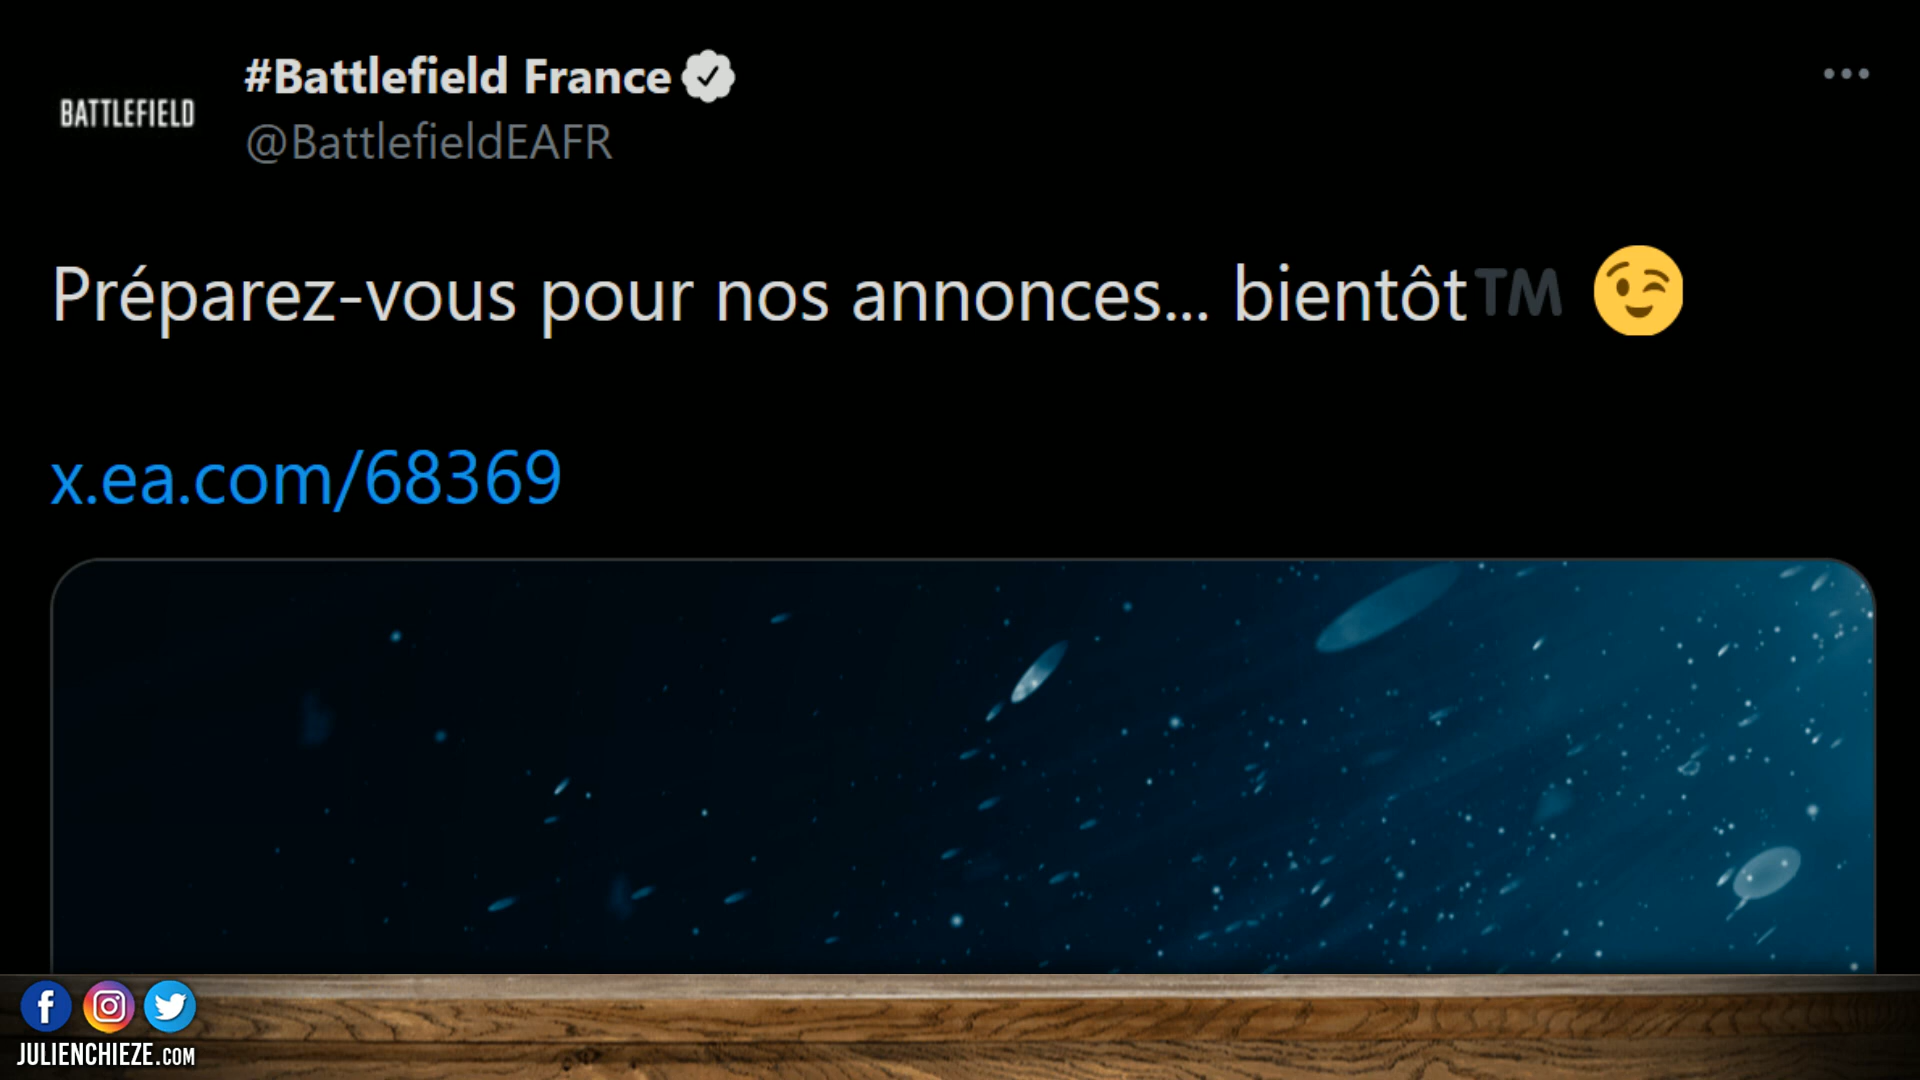 #Battlefield France
BATTLEFIELD
@BattlefieldEAFR
Préparez-vous pour nos annonces... bientôt™ 😉
x.ea.com/68369
JULIENCHIEZE.COM